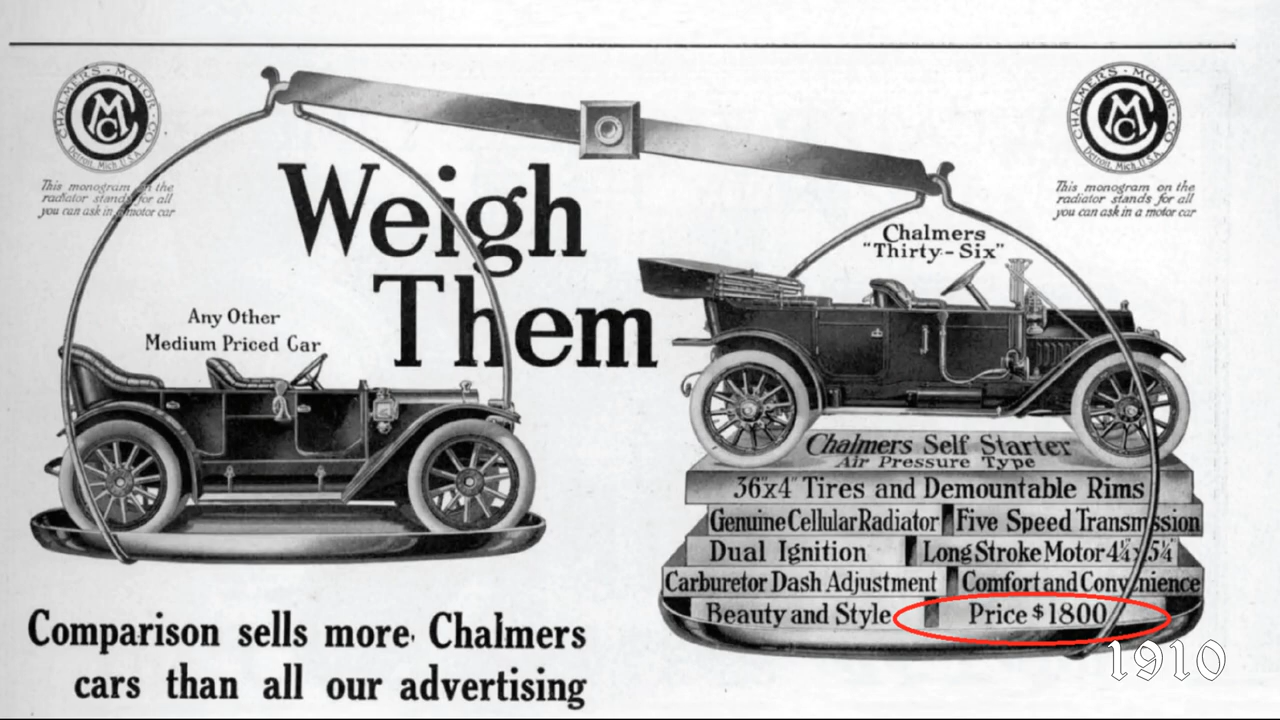 CHALMERS · MOTOR · CO
CMC
Detroit, Mich. U.S.A.
This monogram on the
radiator stands for all
you can ask in a motor car
CHALMERS · MOTOR · CO
CMC
Detroit, Mich. U.S.A.
This monogram on the
radiator stands for all
you can ask in a motor car
Weigh
Them
Any Other
Medium Priced Car
Chalmers
"Thirty-Six"
Chalmers Self Starter
Air Pressure Type
36"x4" Tires and Demountable Rims
Genuine Cellular Radiator Five Speed Transmission
Dual Ignition Long Stroke Motor 4¼"x5¼"
Carburetor Dash Adjustment Comfort and Convenience
Beauty and Style Price $1800
Comparison sells more Chalmers
cars than all our advertising
1910